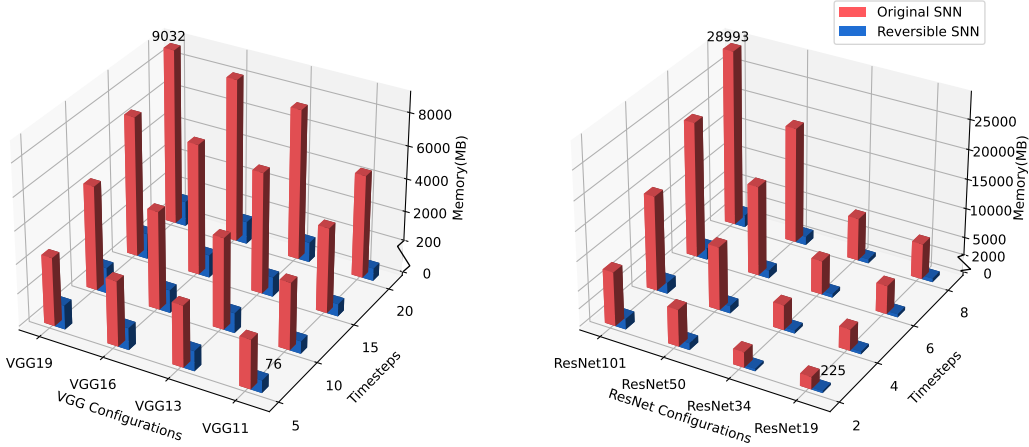 Original SNN
Reversible SNN
9032
8000
6000
4000
2000
200
0
Memory(MB)
76
VGG19
VGG16
VGG13
VGG11
VGG Configurations
5
10
15
20
Timesteps
28993
25000
20000
15000
10000
5000
2000
0
Memory(MB)
225
ResNet101
ResNet50
ResNet34
ResNet19
ResNet Configurations
2
4
6
8
Timesteps